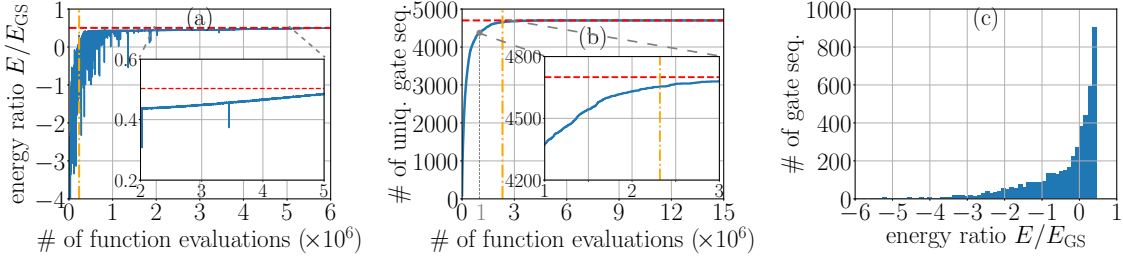 (a)
energy ratio E/E_GS
1
0
−1
−2
−3
−4
0.6
0.4
0.2
2 3 4 5
0 1 2 3 4 5 6
# of function evaluations (×10^6)
(b)
# of uniq. gate seq.
5000
4000
3000
2000
1000
0
4800
4500
4200
1 2 3
0 1 3 6 9 12 15
# of function evaluations (×10^6)
(c)
# of gate seq.
1000
800
600
400
200
0
−6 −5 −4 −3 −2 −1 0 1
energy ratio E/E_GS